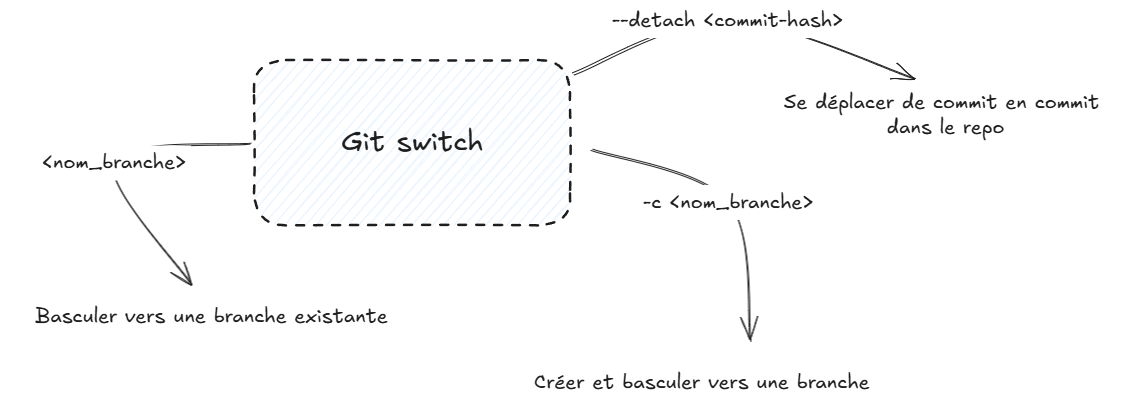 --detach <commit-hash>
Se déplacer de commit en commit
dans le repo
Git switch
<nom_branche>
-c <nom_branche>
Basculer vers une branche existante
Créer et basculer vers une branche